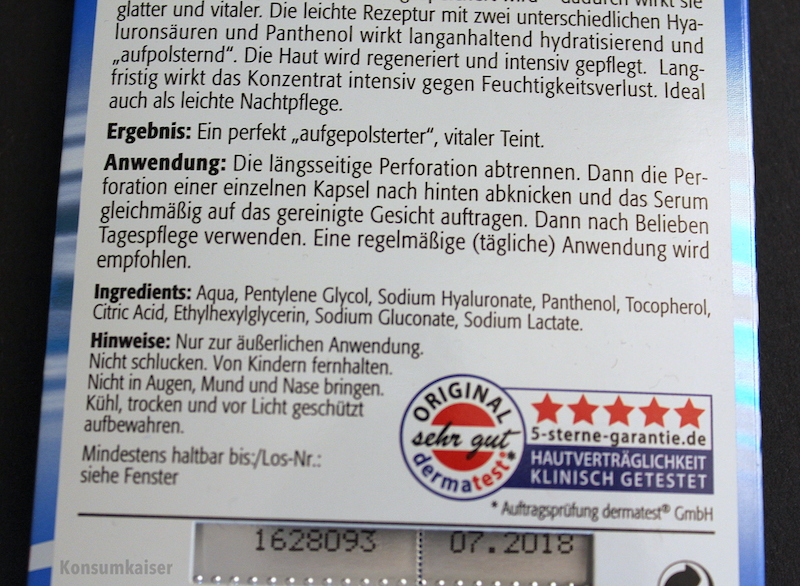 glatter und vitaler. Die leichte Rezeptur mit zwei unterschiedlichen Hya-
luronsäuren und Panthenol wirkt langanhaltend hydratisierend und
„aufpolsternd“. Die Haut wird regeneriert und intensiv gepflegt. Lang-
fristig wirkt das Konzentrat intensiv gegen Feuchtigkeitsverlust. Ideal
auch als leichte Nachtpflege.
Ergebnis: Ein perfekt „aufgepolsterter“, vitaler Teint.
Anwendung: Die längsseitige Perforation abtrennen. Dann die Per-
foration einer einzelnen Kapsel nach hinten abknicken und das Serum
gleichmäßig auf das gereinigte Gesicht auftragen. Dann nach Belieben
Tagespflege verwenden. Eine regelmäßige (tägliche) Anwendung wird
empfohlen.
Ingredients: Aqua, Pentylene Glycol, Sodium Hyaluronate, Panthenol, Tocopherol,
Citric Acid, Ethylhexylglycerin, Sodium Gluconate, Sodium Lactate.
Hinweise: Nur zur äußerlichen Anwendung.
Nicht schlucken. Von Kindern fernhalten.
Nicht in Augen, Mund und Nase bringen.
Kühl, trocken und vor Licht geschützt
aufbewahren.
Mindestens haltbar bis:/Los-Nr.:
siehe Fenster
ORIGINAL
sehr gut
dermatest®*
5-sterne-garantie.de
HAUTVERTRÄGLICHKEIT
KLINISCH GETESTET
* Auftragsprüfung dermatest® GmbH
1628093 07.2018
Konsumkaiser